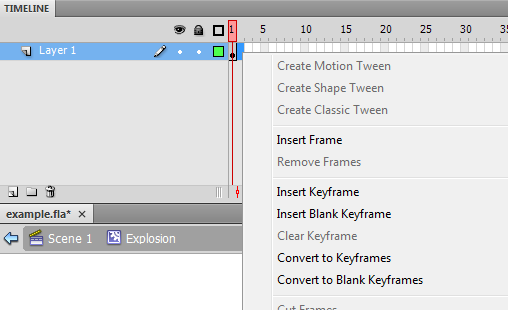 TIMELINE
1 5 10 15 20 25 30 35
Layer 1
Create Motion Tween
Create Shape Tween
Create Classic Tween
Insert Frame
Remove Frames
Insert Keyframe
Insert Blank Keyframe
Clear Keyframe
Convert to Keyframes
Convert to Blank Keyframes
Cut Frames
example.fla*
Scene 1 Explosion